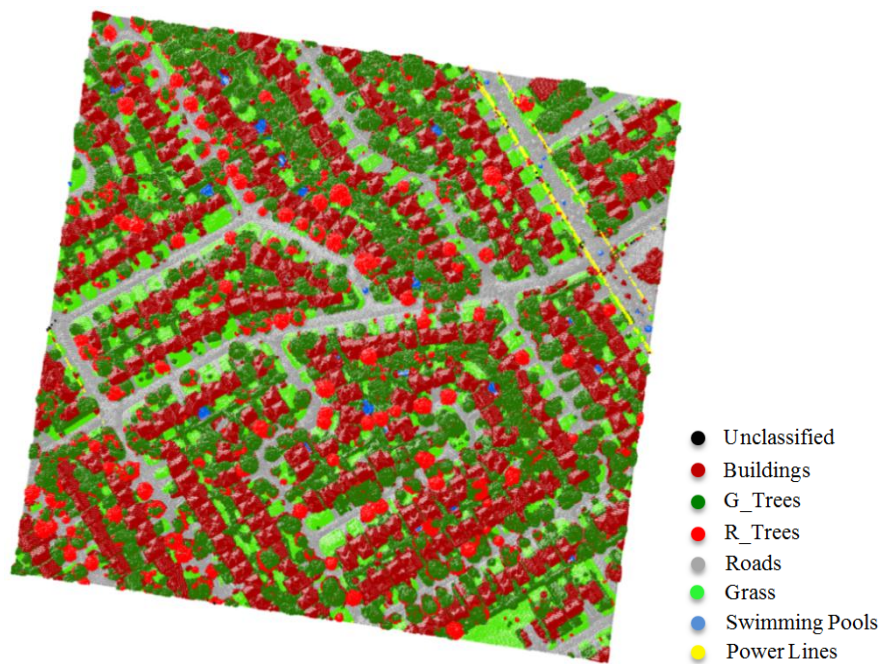 Unclassified
Buildings
G_Trees
R_Trees
Roads
Grass
Swimming Pools
Power Lines